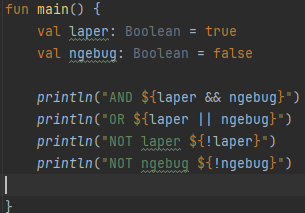 fun main() {
val laper: Boolean = true
val ngebug: Boolean = false
println("AND ${laper && ngebug}")
println("OR ${laper || ngebug}")
println("NOT laper ${!laper}")
println("NOT ngebug ${!ngebug}")
}